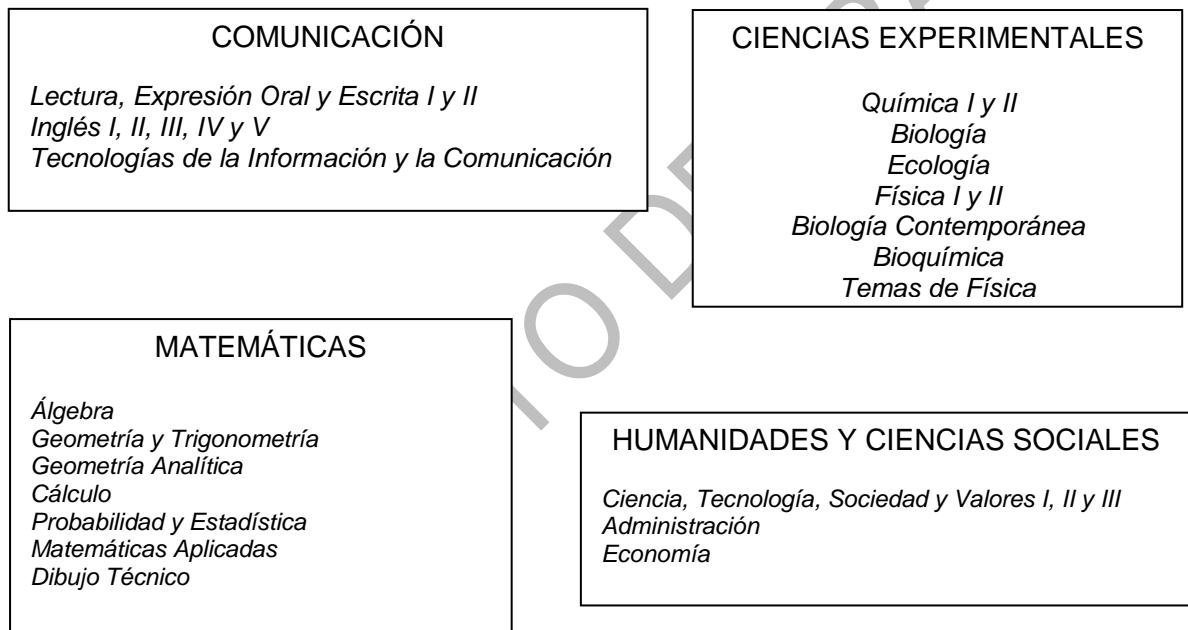 COMUNICACIÓN
Lectura, Expresión Oral y Escrita I y II
Inglés I, II, III, IV y V
Tecnologías de la Información y la Comunicación
CIENCIAS EXPERIMENTALES
Química I y II
Biología
Ecología
Física I y II
Biología Contemporánea
Bioquímica
Temas de Física
MATEMÁTICAS
Álgebra
Geometría y Trigonometría
Geometría Analítica
Cálculo
Probabilidad y Estadística
Matemáticas Aplicadas
Dibujo Técnico
HUMANIDADES Y CIENCIAS SOCIALES
Ciencia, Tecnología, Sociedad y Valores I, II y III
Administración
Economía